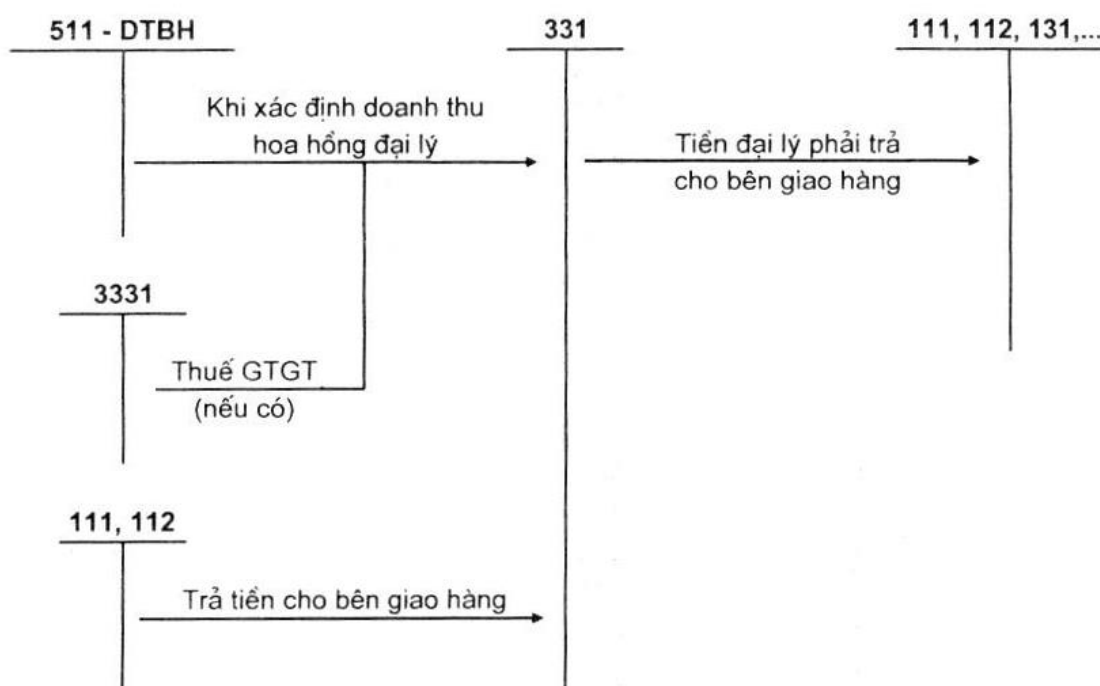 511 - DTBH
331
111, 112, 131,...
Khi xác định doanh thu
hoa hồng đại lý
Tiền đại lý phải trả
cho bên giao hàng
3331
Thuế GTGT
(nếu có)
111, 112
Trả tiền cho bên giao hàng